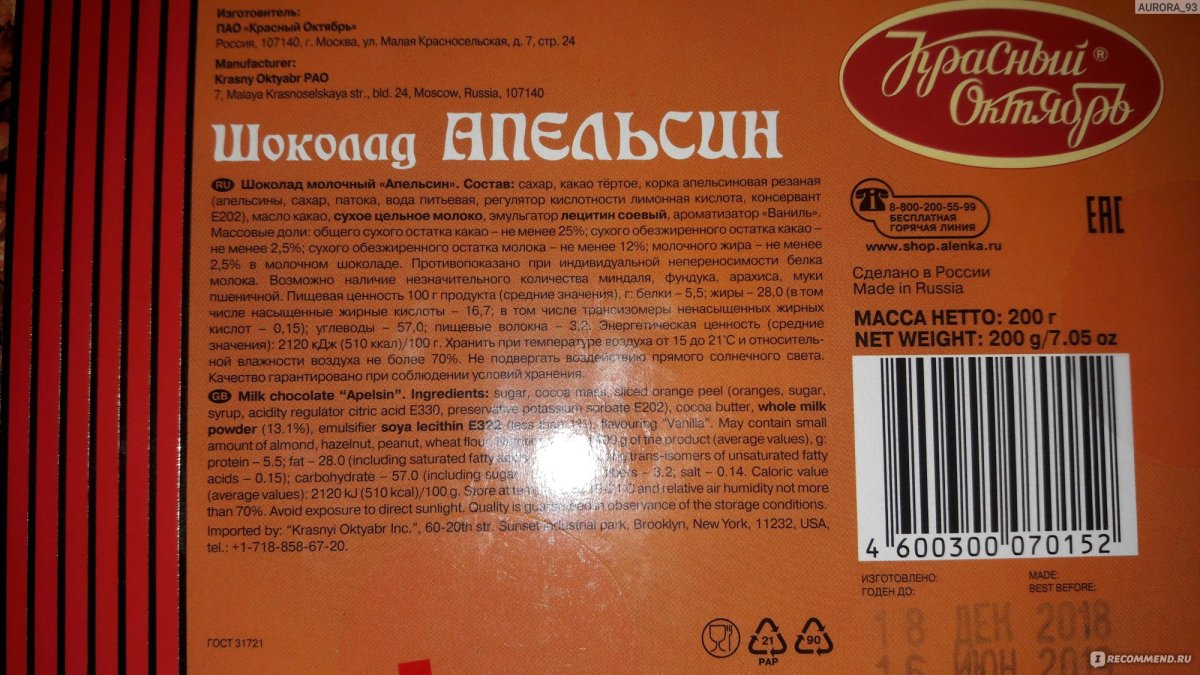 AURORA_93
Изготовитель:
ПАО «Красный Октябрь»
Россия, 107140, г. Москва, ул. Малая Красносельская, д. 7, стр. 24
Manufacturer:
Krasny Oktyabr PAO
7, Malaya Krasnoselskaya str., bld. 24, Moscow, Russia, 107140
Шоколад АПЕЛЬСИН
RU Шоколад молочный «Апельсин». Состав: сахар, какао тёртое, корка апельсиновая резаная
(апельсины, сахар, патока, вода питьевая, регулятор кислотности лимонная кислота, консервант
Е202), масло какао, сухое цельное молоко, эмульгатор лецитин соевый, ароматизатор «Ваниль».
Массовые доли: общего сухого остатка какао – не менее 25%; сухого обезжиренного остатка какао –
не менее 2,5%; сухого обезжиренного остатка молока – не менее 12%; молочного жира – не менее
2,5% в молочном шоколаде. Противопоказано при индивидуальной непереносимости белка
молока. Возможно наличие незначительного количества миндаля, фундука, арахиса, муки
пшеничной. Пищевая ценность 100 г продукта (средние значения), г: белки – 5,5; жиры – 28,0 (в том
числе насыщенные жирные кислоты – 16,7; в том числе трансизомеры ненасыщенных жирных
кислот – 0,15); углеводы – 57,0; пищевые волокна – 3,2. Энергетическая ценность (средние
значения): 2120 кДж (510 ккал)/100 г. Хранить при температуре воздуха от 15 до 21°С и относитель-
ной влажности воздуха не более 70%. Не подвергать воздействию прямого солнечного света.
Качество гарантировано при соблюдении условий хранения.
GB Milk chocolate “Apelsin”. Ingredients: sugar, cocoa mass, sliced orange peel (oranges, sugar,
syrup, acidity regulator citric acid E330, preservative potassium sorbate E202), cocoa butter, whole milk
powder (13.1%), emulsifier soya lecithin E322 (less than 1%), flavouring “Vanilla”. May contain small
amount of almond, hazelnut, peanut, wheat flour. of the product (average values), g:
protein – 5.5; fat – 28.0 (including saturated fatty acids trans-isomers of unsaturated fatty
acids – 0.15); carbohydrate – 57.0 (including sugar – 3.2; salt – 0.14. Caloric value
(average values): 2120 kJ (510 kcal)/100 g. Store at and relative air humidity not more
than 70%. Avoid exposure to direct sunlight. Quality is guaranteed in observance of the storage conditions.
Imported by: “Krasnyi Oktyabr Inc.”, 60-20th str. Sunset industrial park, Brooklyn, New York, 11232, USA,
tel.: +1-718-858-67-20.
ГОСТ 31721
Красный ®
Октябрь
8-800-200-55-99
БЕСПЛАТНАЯ
ГОРЯЧАЯ ЛИНИЯ
www.shop.alenka.ru
EAC
Сделано в России
Made in Russia
МАССА НЕТТО: 200 г
NET WEIGHT: 200 g/7.05 oz
4 600300 070152
ИЗГОТОВЛЕНО: MADE:
ГОДЕН ДО: BEST BEFORE:
18 ДЕК 2018
16 ИЮН
21
PAP
90
IRECOMMEND.RU